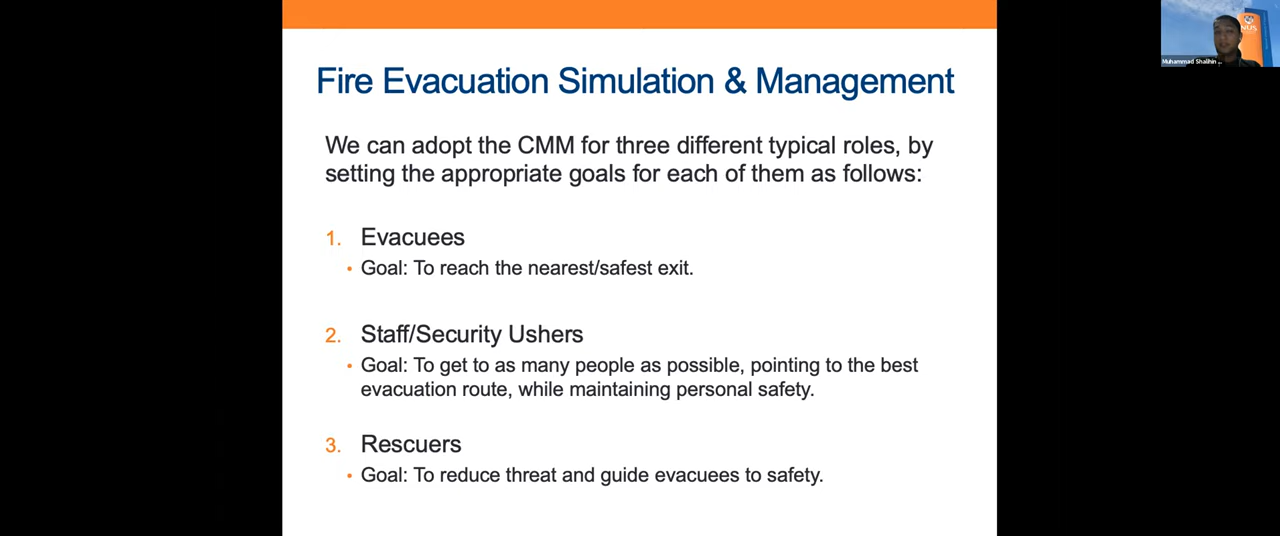 Fire Evacuation Simulation & Management
We can adopt the CMM for three different typical roles, by
setting the appropriate goals for each of them as follows:
1. Evacuees
• Goal: To reach the nearest/safest exit.
2. Staff/Security Ushers
• Goal: To get to as many people as possible, pointing to the best
evacuation route, while maintaining personal safety.
3. Rescuers
• Goal: To reduce threat and guide evacuees to safety.
NUS
Muhammad Shalihin ...